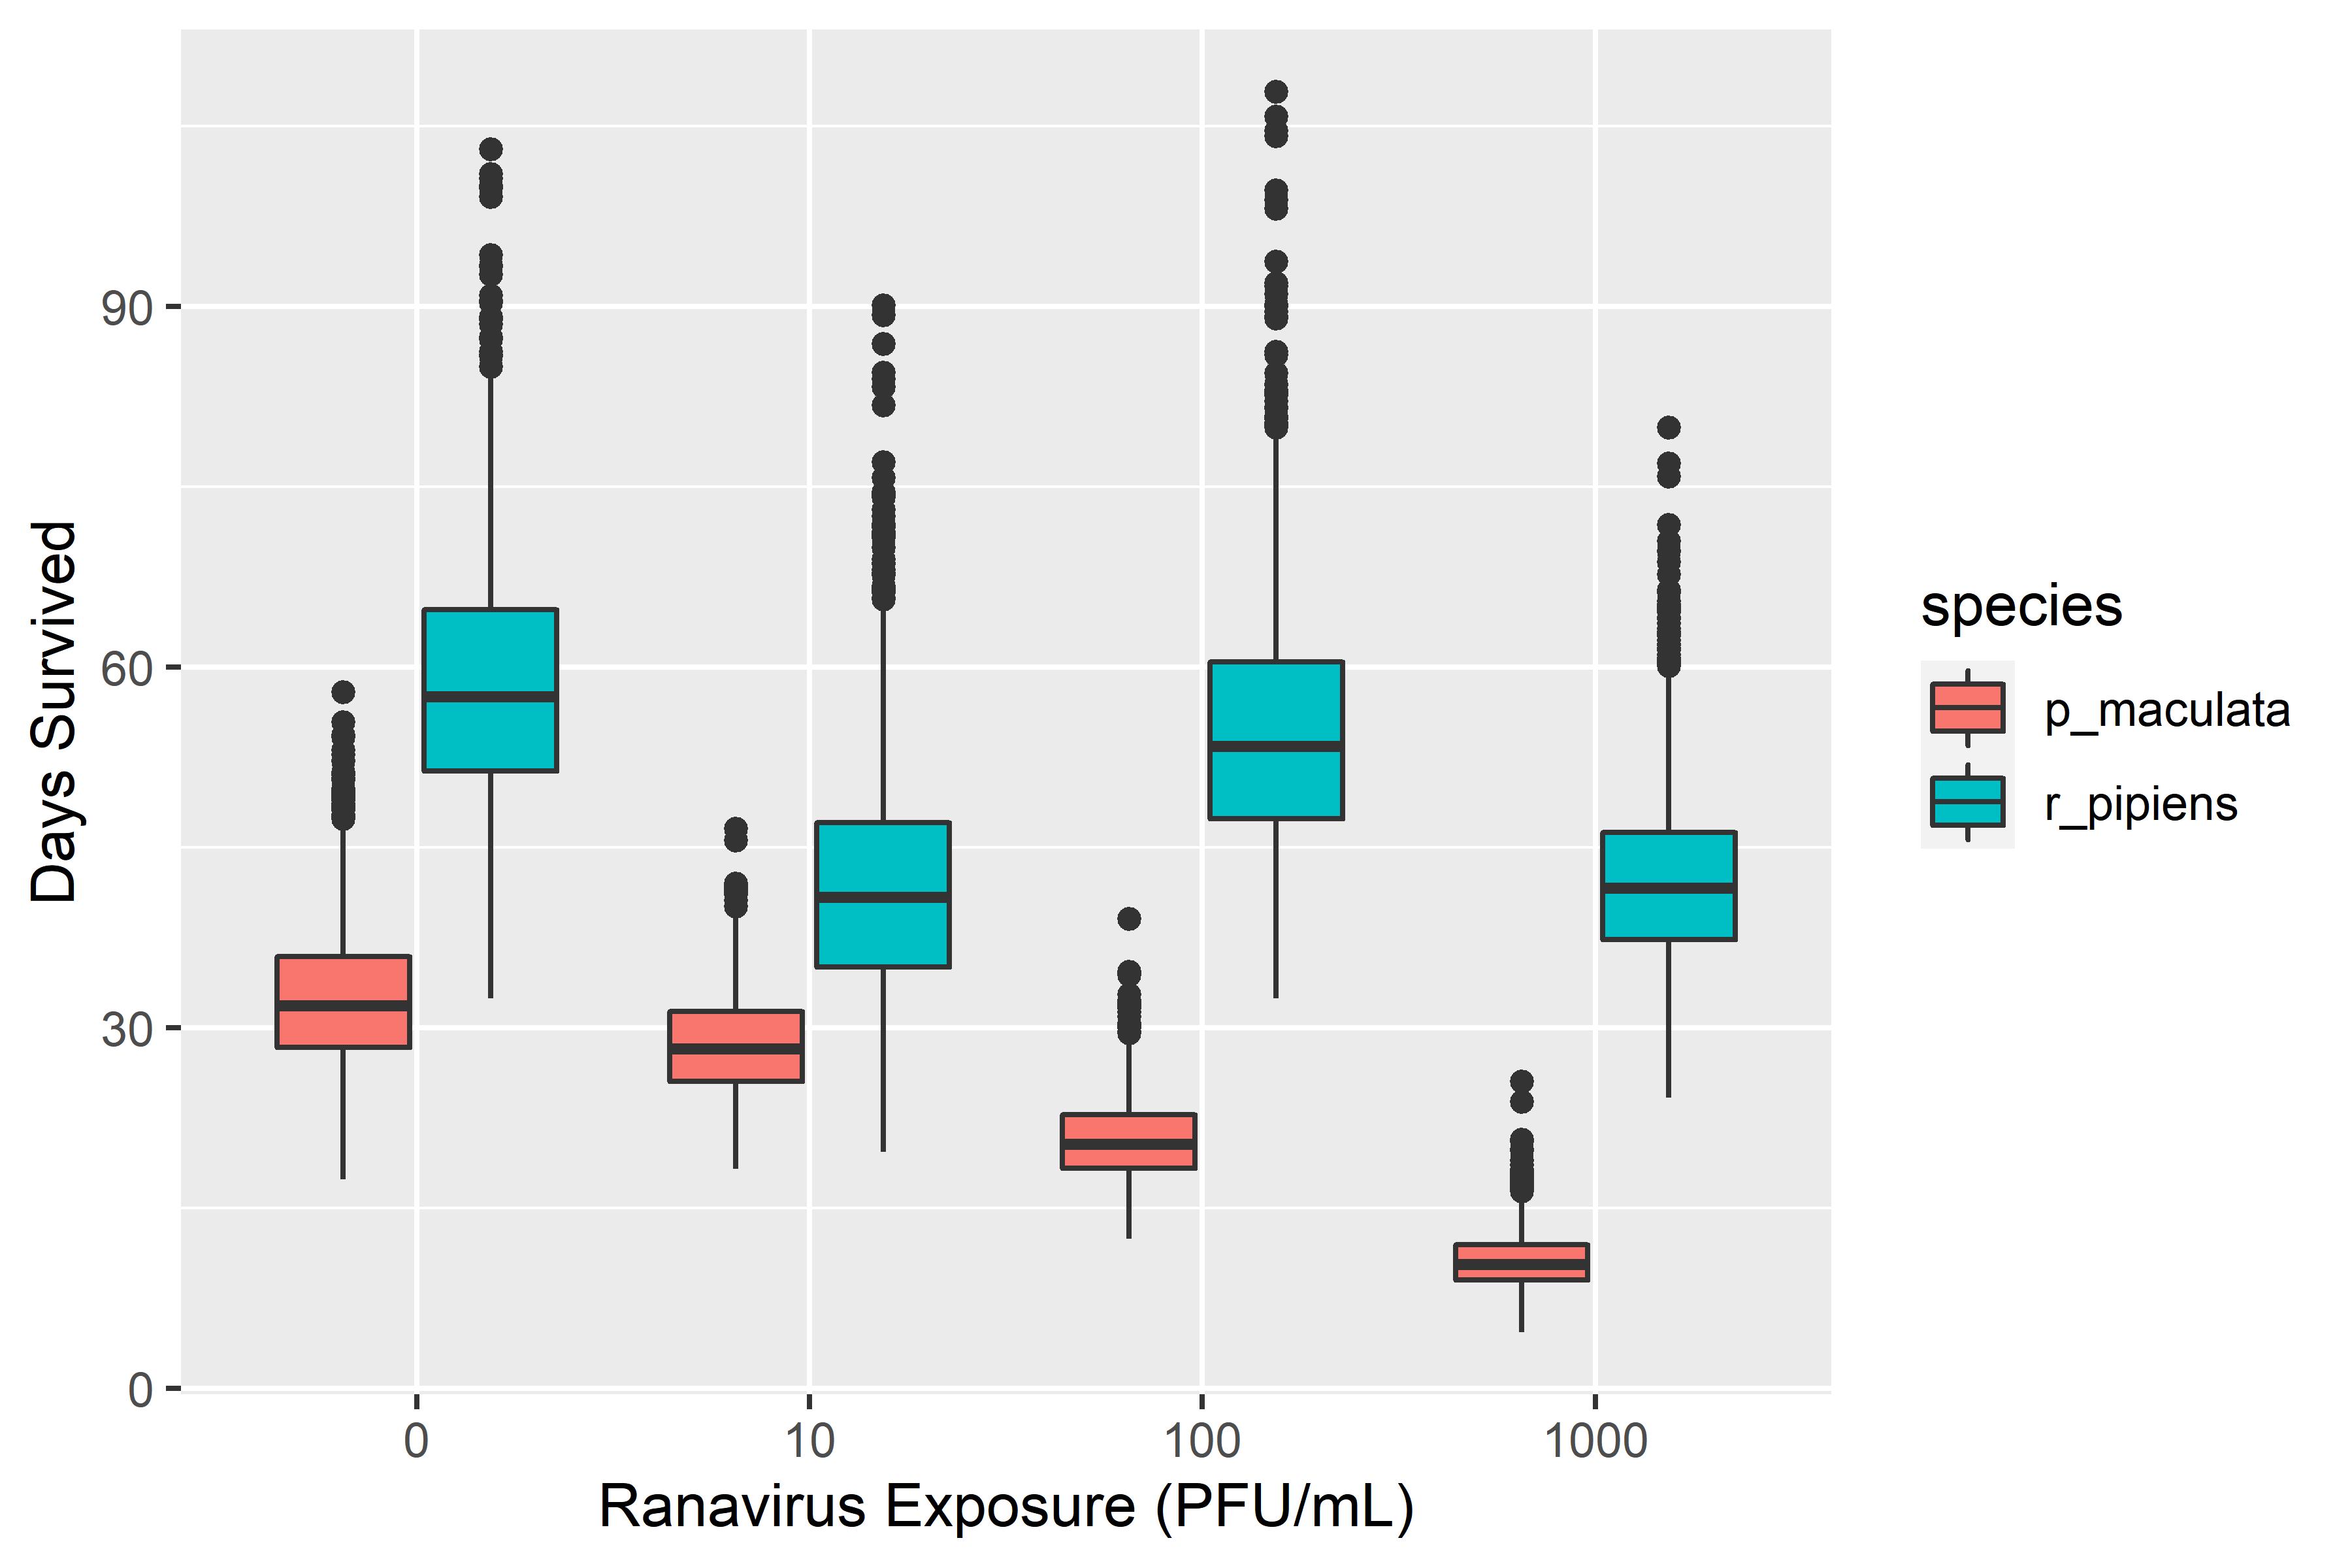 90
60
30
0
Days Survived
0 10 100 1000
Ranavirus Exposure (PFU/mL)
species
p_maculata
r_pipiens